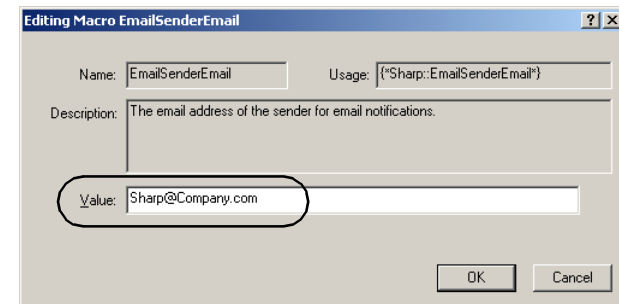 Editing Macro EmailSenderEmail
Name: EmailSenderEmail Usage: {*Sharp::EmailSenderEmail*}
Description: The email address of the sender for email notifications.
Value: Sharp@Company.com
OK Cancel